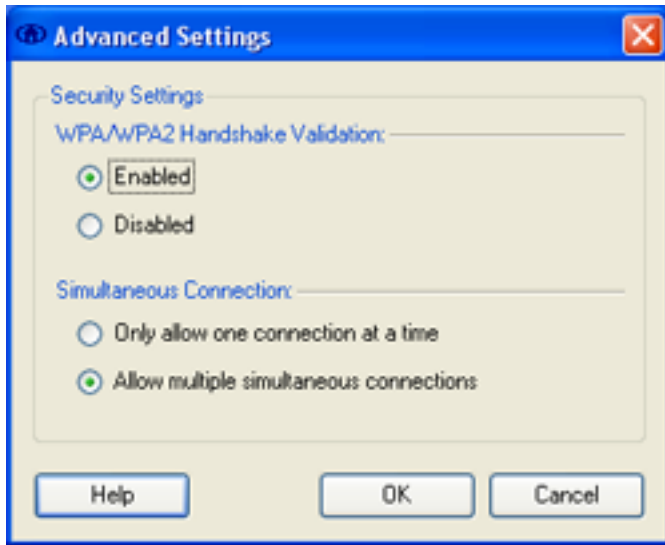 Advanced Settings
Security Settings
WPA/WPA2 Handshake Validation:
Enabled
Disabled
Simultaneous Connection:
Only allow one connection at a time
Allow multiple simultaneous connections
Help OK Cancel